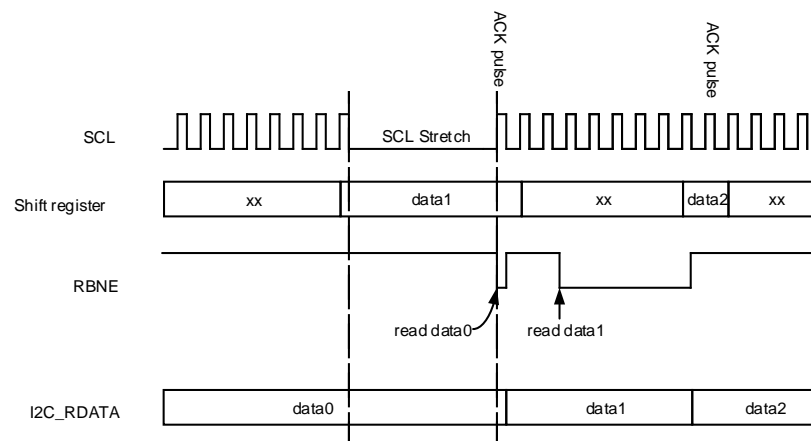 ACK pulse
ACK pulse
SCL
SCL Stretch
Shift register
xx
data1
xx
data2
xx
RBNE
read data0
read data1
I2C_RDATA
data0
data1
data2